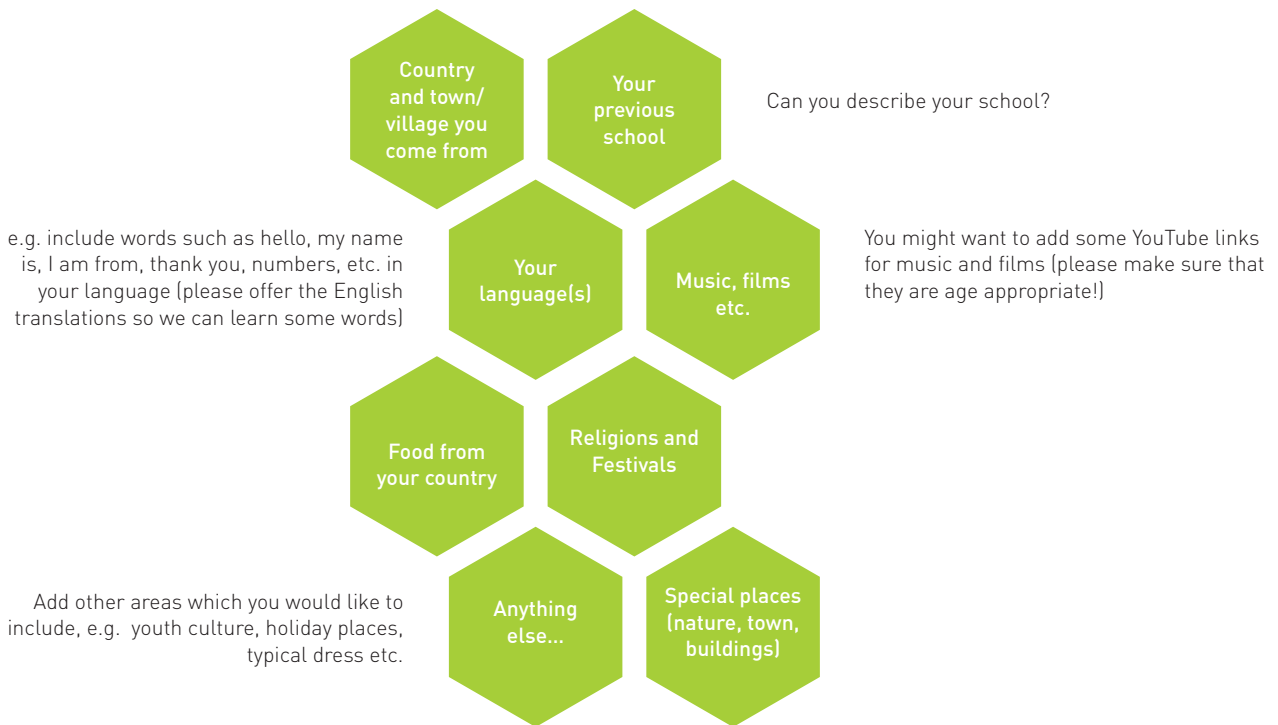 Country
and town/
village you
come from
Your
previous
school
Can you describe your school?
e.g. include words such as hello, my name
is, I am from, thank you, numbers, etc. in
your language (please offer the English
translations so we can learn some words)
Your
language(s)
Music, films
etc.
You might want to add some YouTube links
for music and films (please make sure that
they are age appropriate!)
Food from
your country
Religions and
Festivals
Add other areas which you would like to
include, e.g.  youth culture, holiday places,
typical dress etc.
Anything
else...
Special places
(nature, town,
buildings)